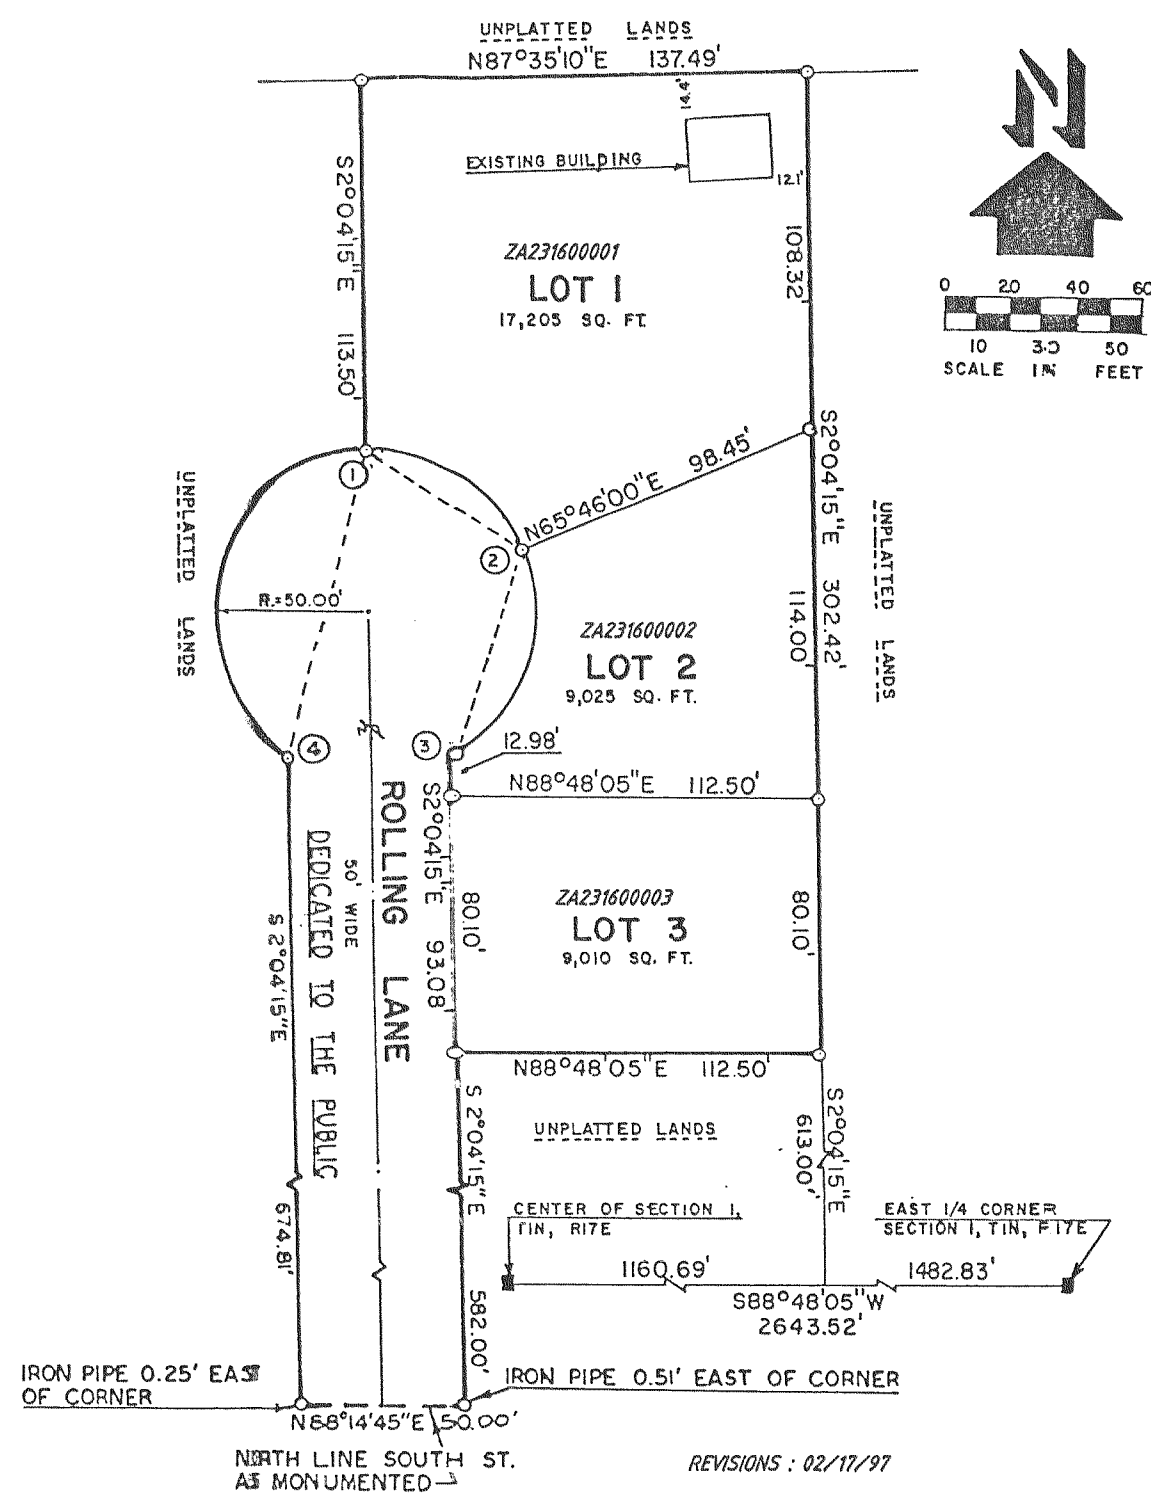 UNPLATTED LANDS
N87°35'10"E 137.49'
14.4'
EXISTING BUILDING
12.1'
S2°04'15"E 113.50'
108.32'
ZA231600001
LOT 1
17,205 SQ. FT.
0 20 40 60
10 30 50
SCALE IN FEET
1
N65°46'00"E 98.45'
S2°04'15"E 302.42'
UNPLATTED LANDS
UNPLATTED LANDS
2
R.=50.00'
114.00'
ZA231600002
LOT 2
9,025 SQ. FT.
4
3
12.98'
N88°48'05"E 112.50'
ROLLING LANE
50' WIDE
DEDICATED TO THE PUBLIC
S2°04'15"E 93.08'
80.10'
80.10'
ZA231600003
LOT 3
9,010 SQ. FT.
S 2°04'15"E
674.81'
N88°48'05"E 112.50'
S 2°04'15"E
582.00'
UNPLATTED LANDS
S2°04'15"E
613.00'
CENTER OF SECTION 1,
T1N, R17E
EAST 1/4 CORNER
SECTION 1, T1N, R17E
1160.69'
1482.83'
S88°48'05"W
2643.52'
IRON PIPE 0.25' EAST
OF CORNER
IRON PIPE 0.51' EAST OF CORNER
N88°14'45"E 50.00'
NORTH LINE SOUTH ST.
AS MONUMENTED
REVISIONS : 02/17/97